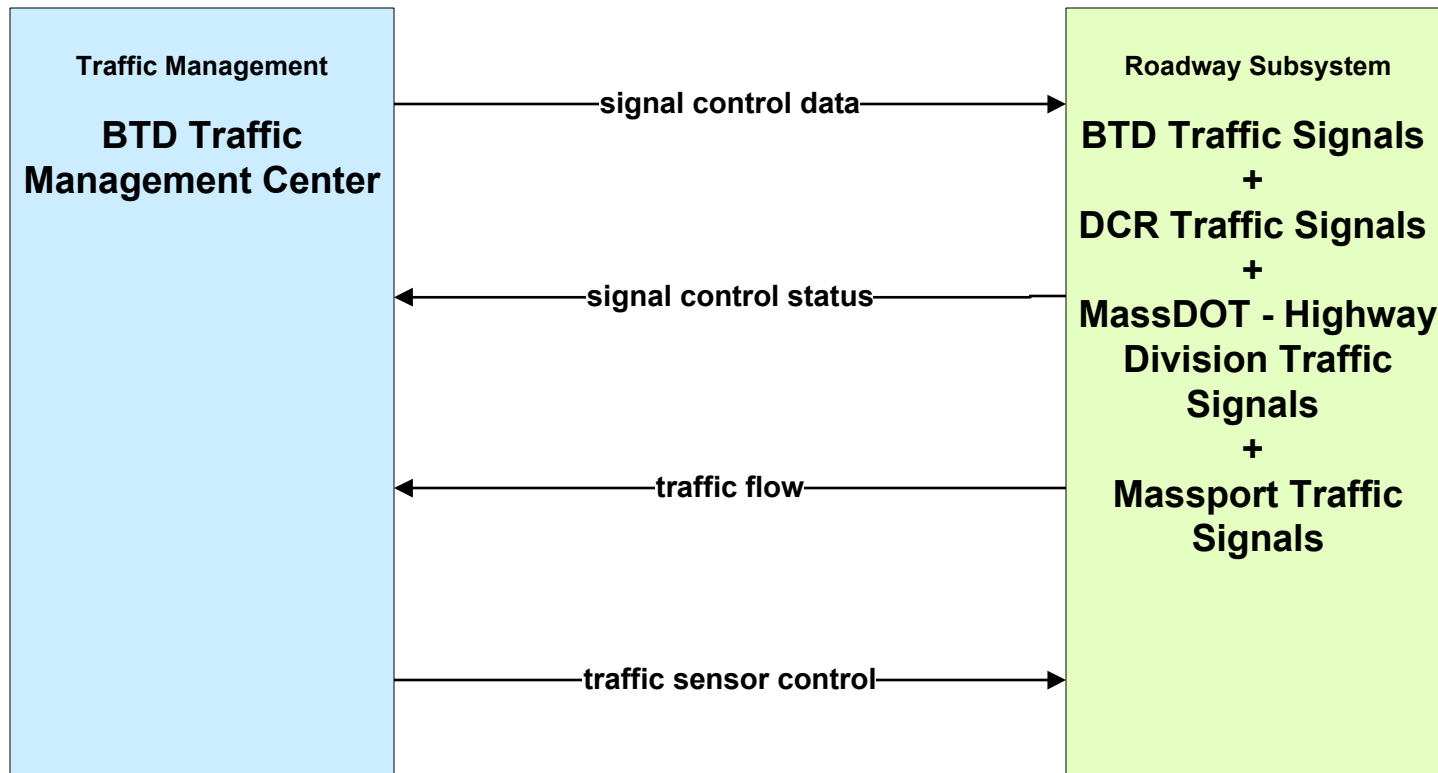 Traffic Management
BTD Traffic
Management Center
signal control data
signal control status
traffic flow
traffic sensor control
Roadway Subsystem
BTD Traffic Signals
+
DCR Traffic Signals
+
MassDOT - Highway
Division Traffic
Signals
+
Massport Traffic
Signals